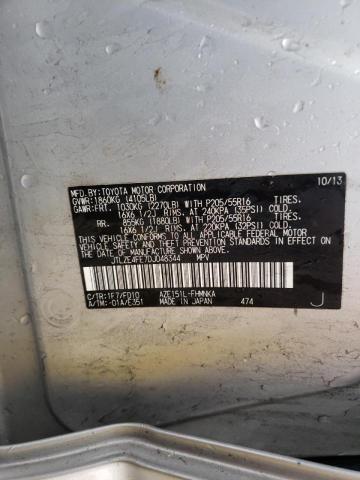 10/13
MFD.BY:TOYOTA MOTOR CORPORATION
GVWR:1860KG (4105LB)
GAWR:FRT. 1030KG (2270LB) WITH P205/55R16 TIRES.
16X6 1/2J RIMS. AT 240KPA (35PSI) COLD.
RR. 855KG (1880LB) WITH P205/55R16 TIRES.
16X6 1/2J RIMS. AT 220KPA (32PSI) COLD.
THIS VEHICLE CONFORMS TO ALL APPLICABLE FEDERAL MOTOR
VEHICLE SAFETY AND THEFT PREVENTION STANDARDS IN
EFFECT ON THE DATE OF MANUFACTURE SHOWN ABOVE.
JTLZE4FE7DJ048344 MPV
C/TR:1F7/FD10 AZE151L-FHMNKA
A/TM:-01A/E351 MADE IN JAPAN 474 J